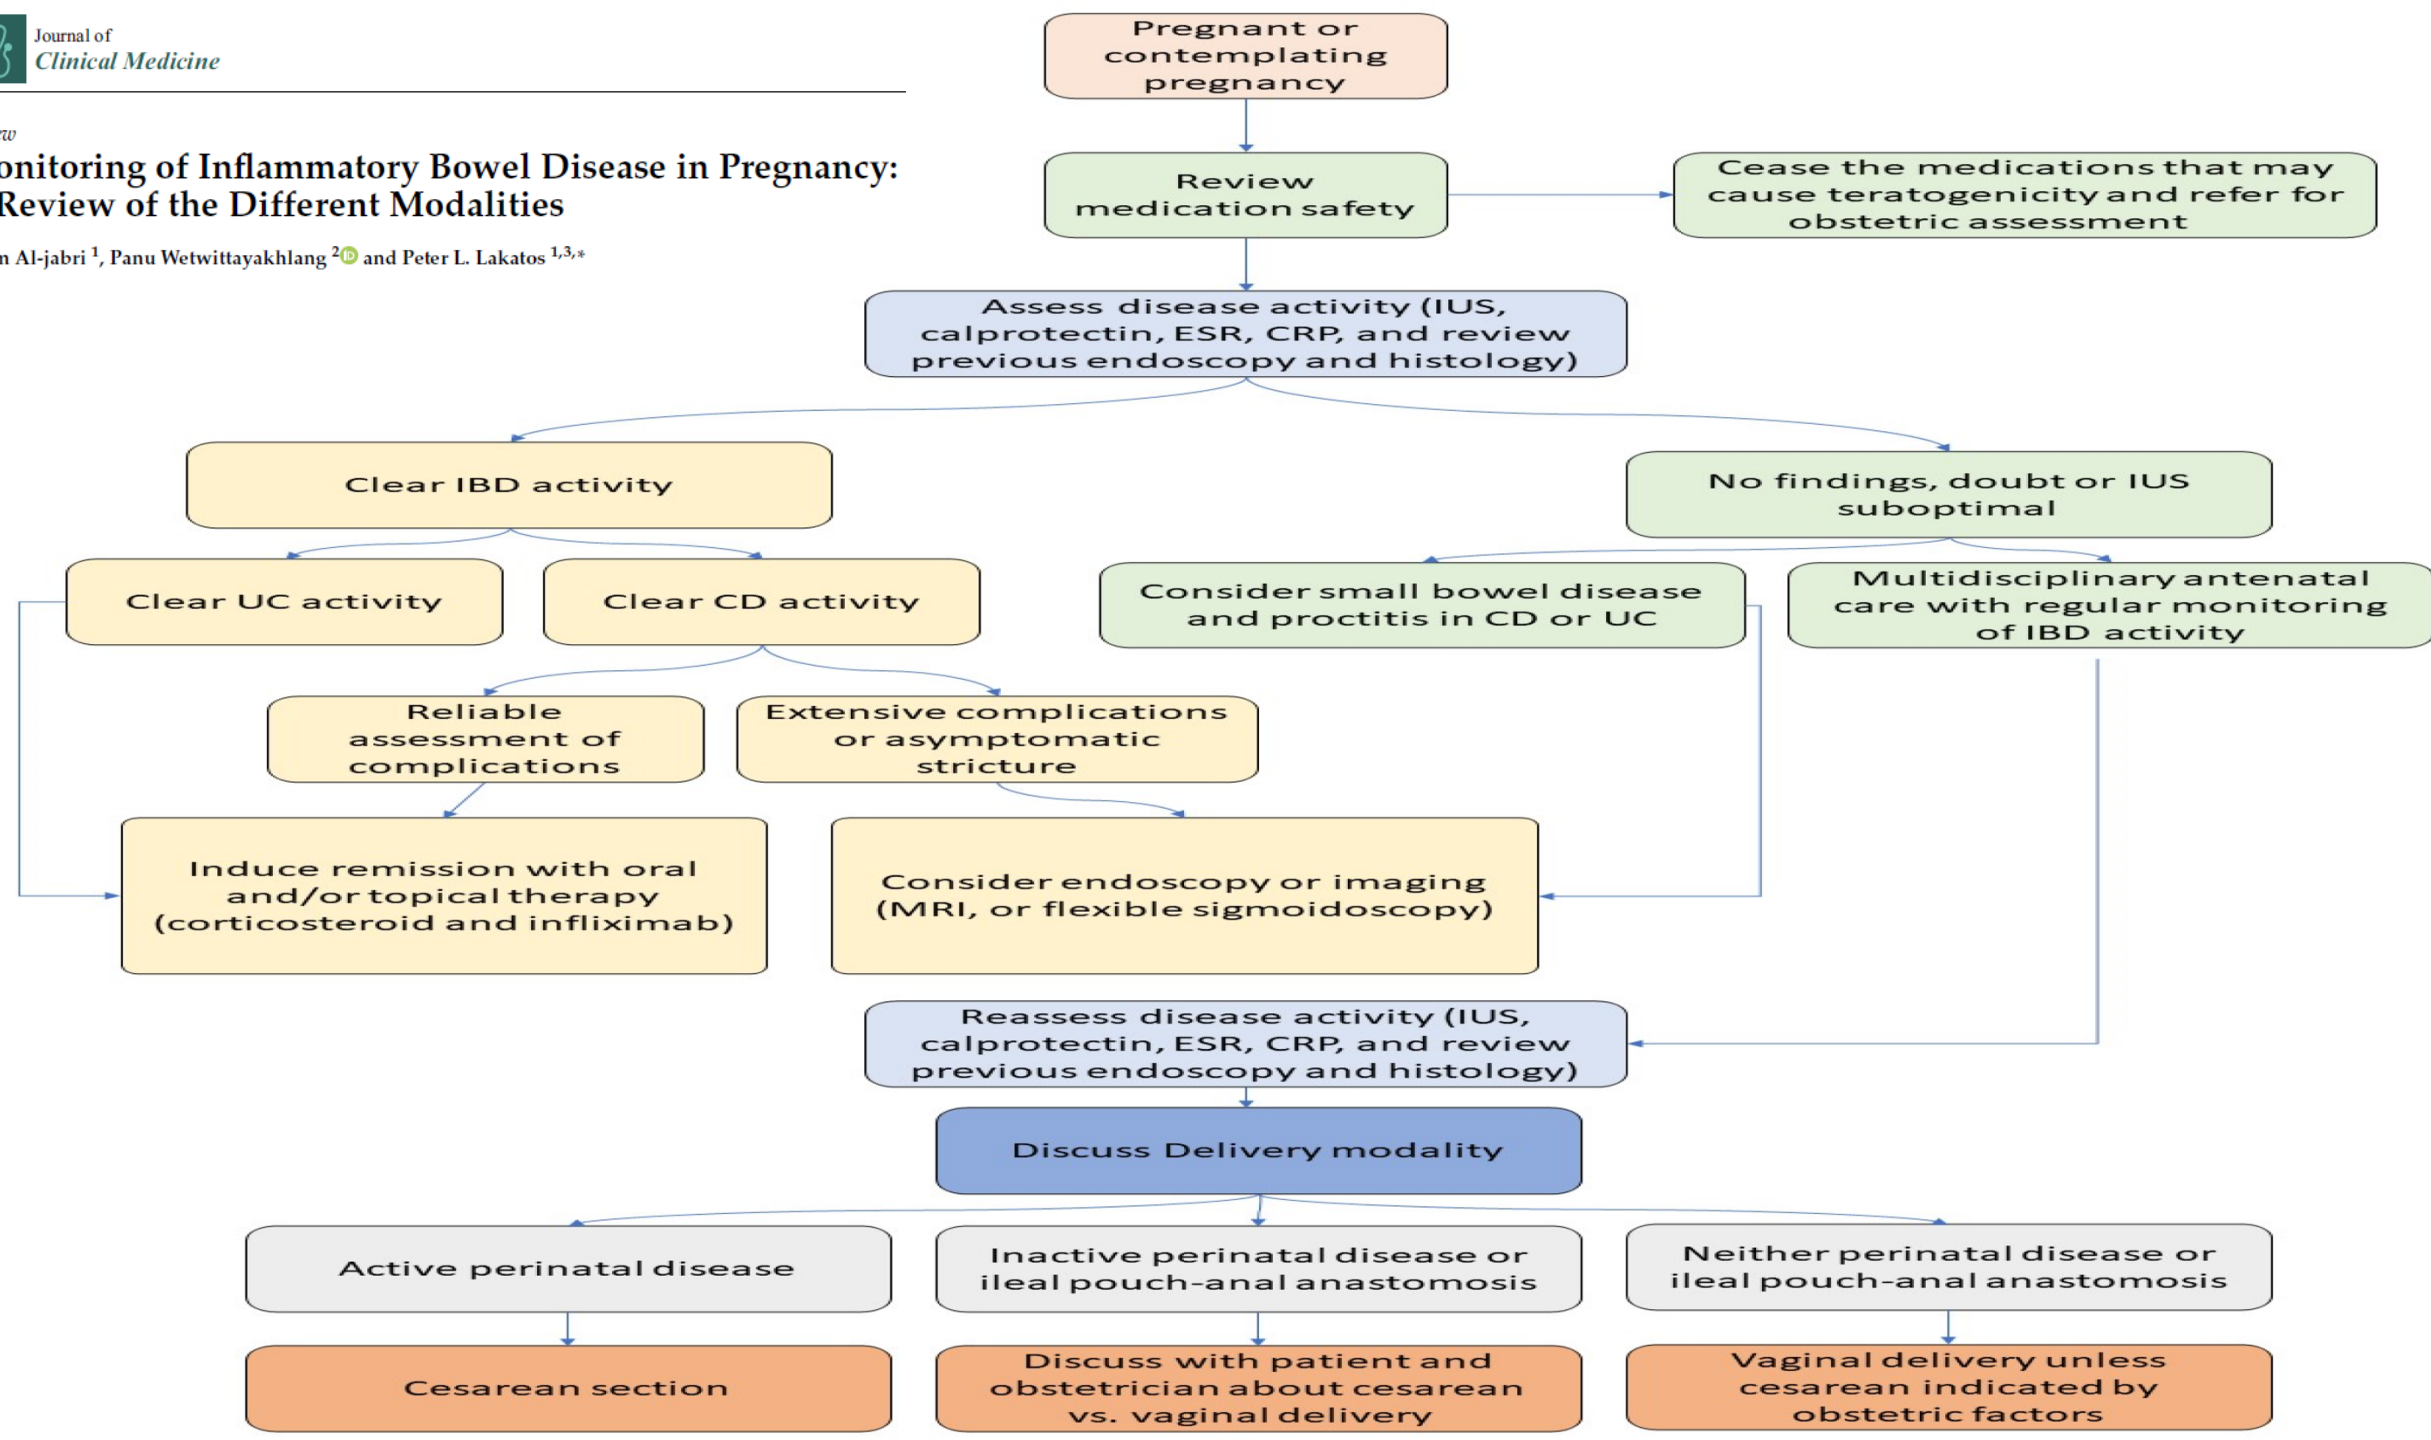 Journal of
Clinical Medicine
onitoring of Inflammatory Bowel Disease in Pregnancy:
Review of the Different Modalities
Al-jabri 1, Panu Wetwittayakhlang 2 iD and Peter L. Lakatos 1,3,*
Pregnant or
contemplating
pregnancy
Review
medication safety
Cease the medications that may
cause teratogenicity and refer for
obstetric assessment
Assess disease activity (IUS,
calprotectin, ESR, CRP, and review
previous endoscopy and histology)
Clear IBD activity
No findings, doubt or IUS
suboptimal
Clear UC activity
Clear CD activity
Consider small bowel disease
and proctitis in CD or UC
Multidisciplinary antenatal
care with regular monitoring
of IBD activity
Reliable
assessment of
complications
Extensive complications
or asymptomatic
stricture
Induce remission with oral
and/or topical therapy
(corticosteroid and infliximab)
Consider endoscopy or imaging
(MRI, or flexible sigmoidoscopy)
Reassess disease activity (IUS,
calprotectin, ESR, CRP, and review
previous endoscopy and histology)
Discuss Delivery modality
Active perinatal disease
Inactive perinatal disease or
ileal pouch-anal anastomosis
Neither perinatal disease or
ileal pouch-anal anastomosis
Cesarean section
Discuss with patient and
obstetrician about cesarean
vs. vaginal delivery
Vaginal delivery unless
cesarean indicated by
obstetric factors